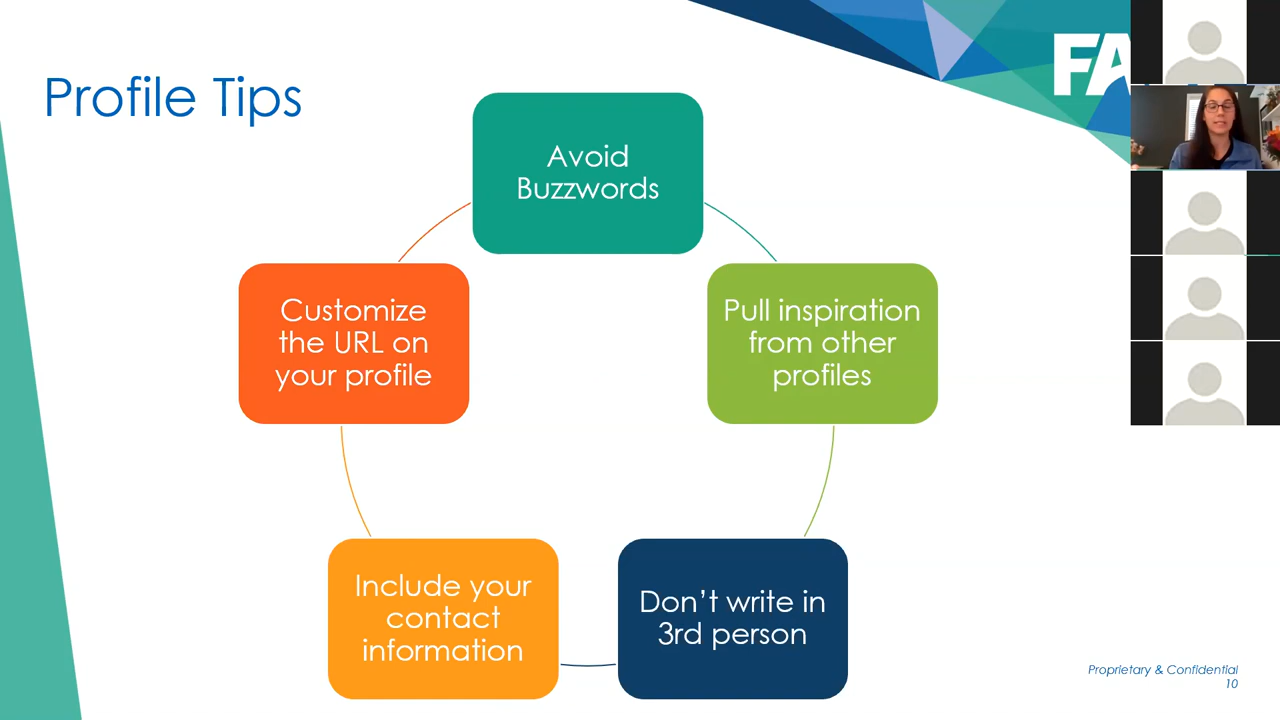 Profile Tips
FA
Avoid
Buzzwords
Pull inspiration
from other
profiles
Don’t write in
3rd person
Include your
contact
information
Customize
the URL on
your profile
Proprietary & Confidential
10